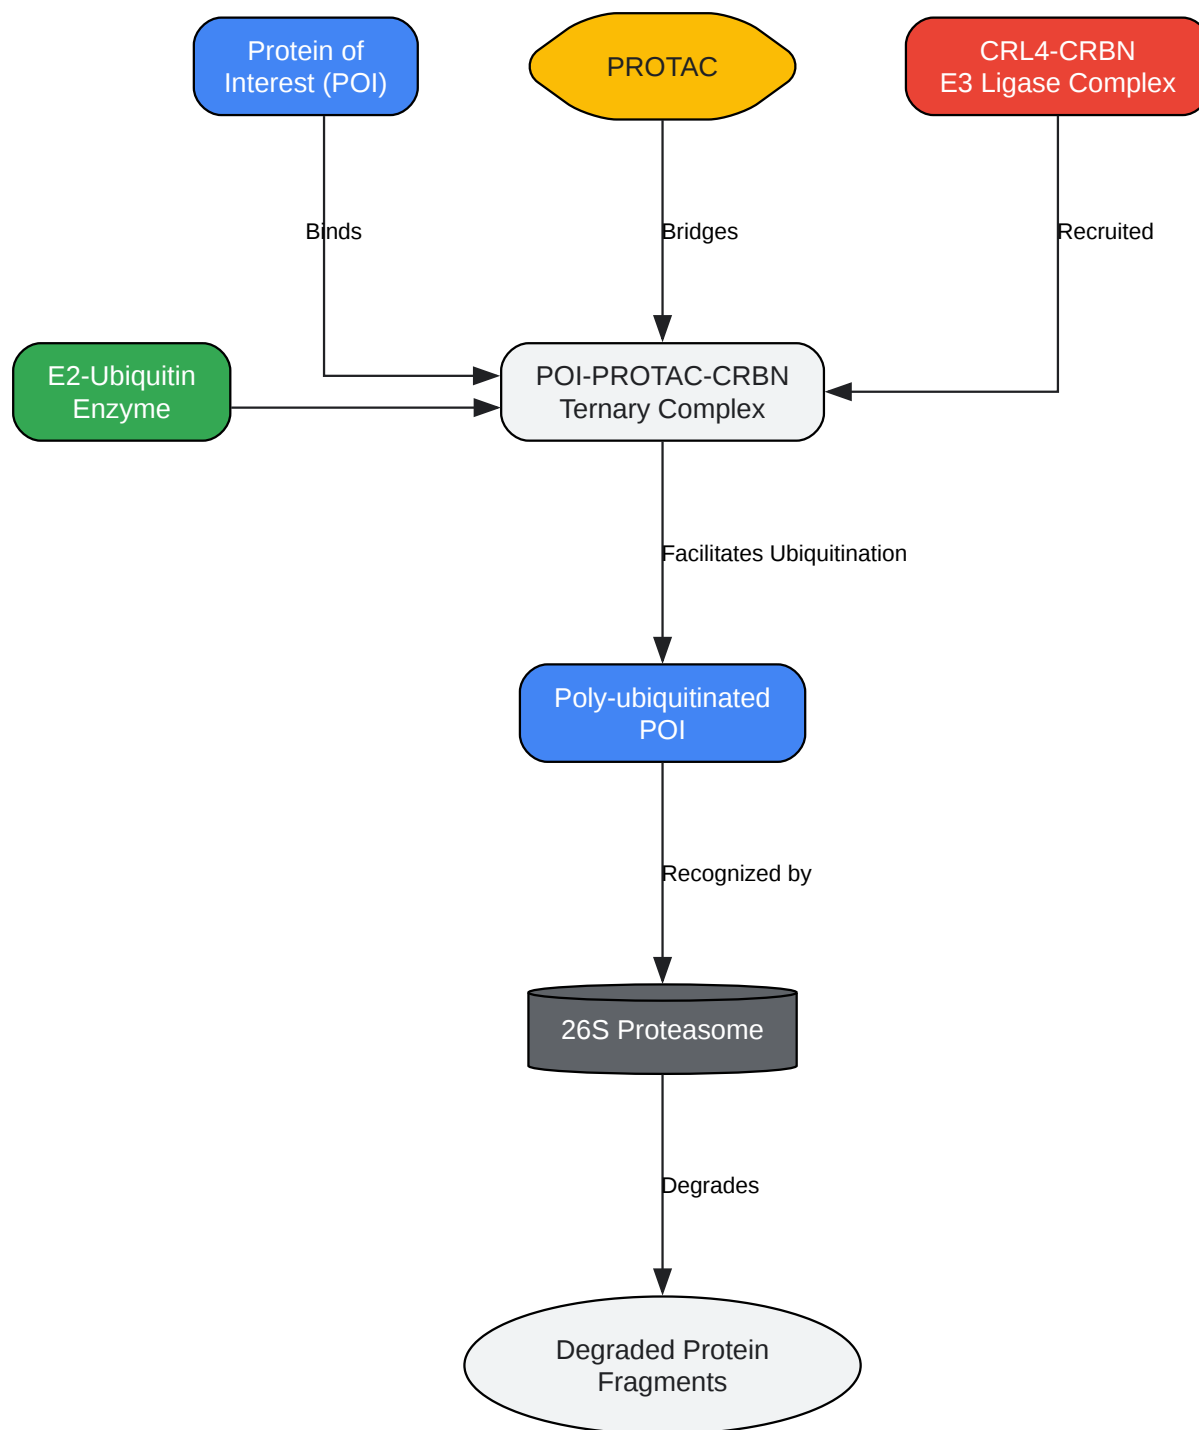 Protein of
Interest (POI)
PROTAC
CRL4-CRBN
E3 Ligase Complex
Binds
Bridges
Recruited
E2-Ubiquitin
Enzyme
POI-PROTAC-CRBN
Ternary Complex
Facilitates Ubiquitination
Poly-ubiquitinated
POI
Recognized by
26S Proteasome
Degrades
Degraded Protein
Fragments